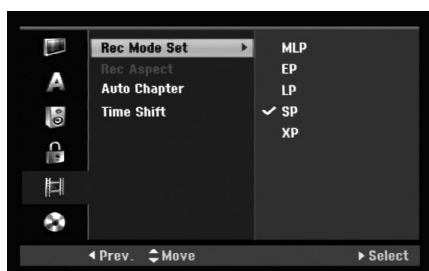 Rec Mode Set MLP
Rec Aspect EP
Auto Chapter LP
Time Shift SP
XP
A
Prev. Move Select